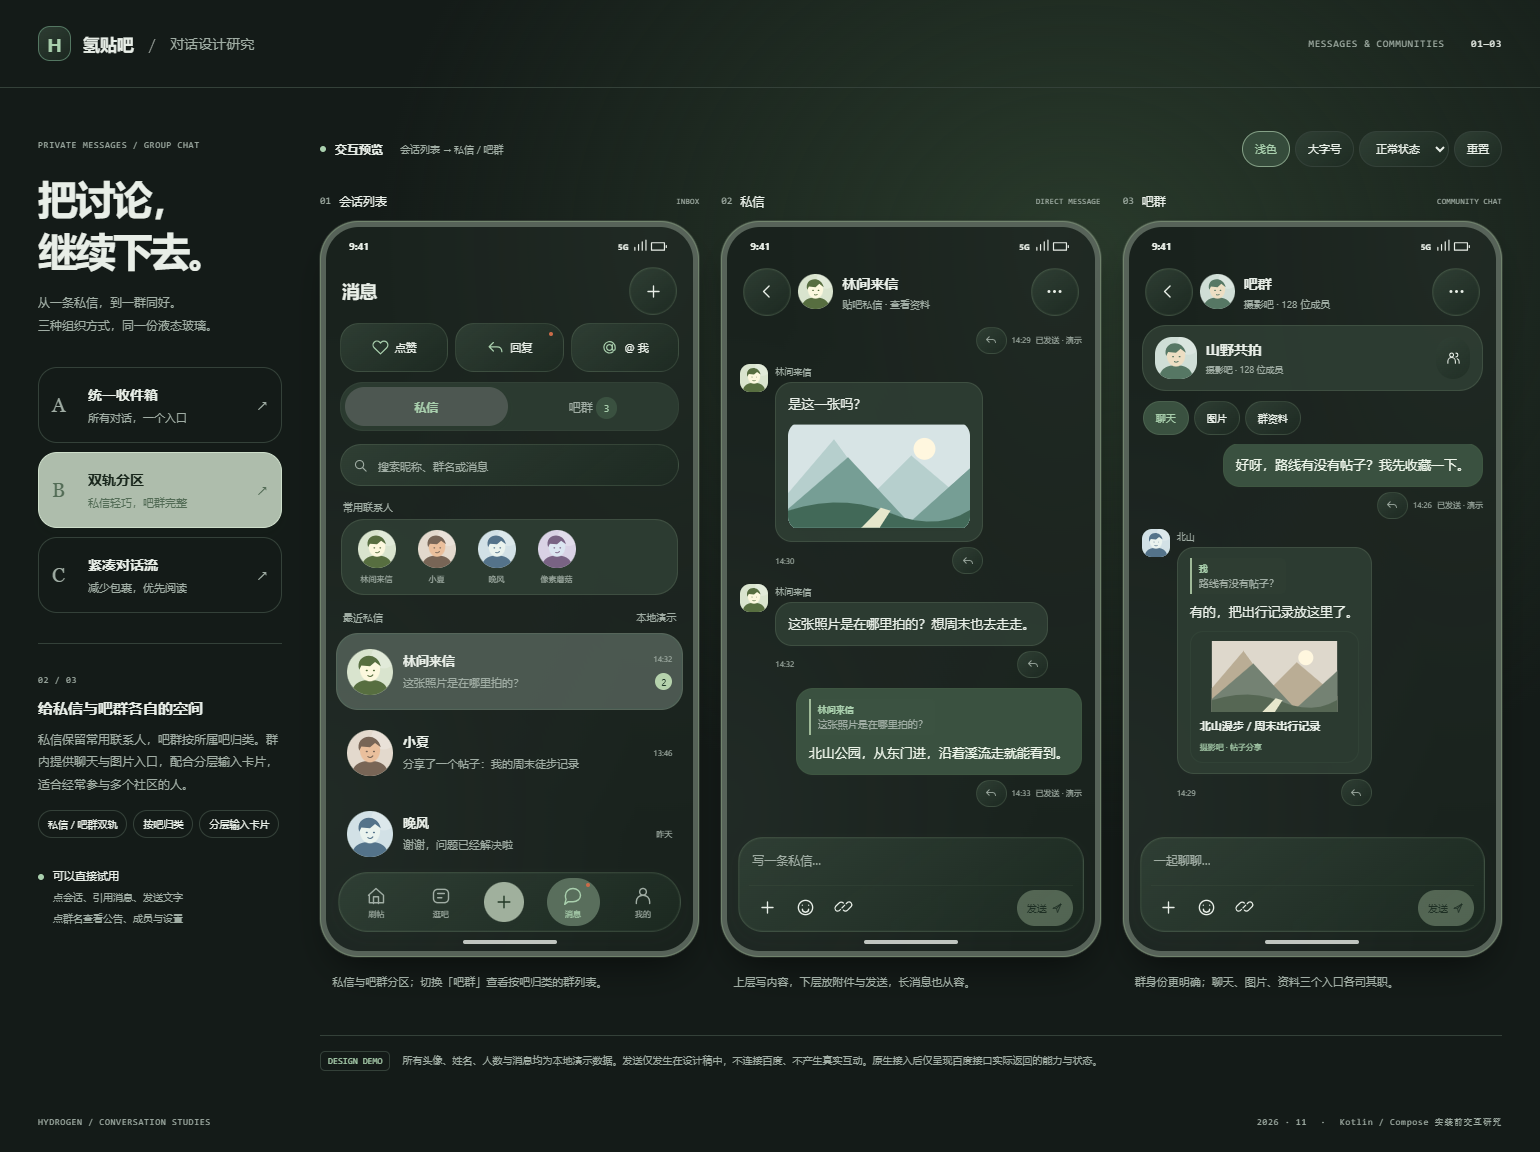 H 氢贴吧 / 对话设计研究
MESSAGES & COMMUNITIES 01—03
PRIVATE MESSAGES / GROUP CHAT
把讨论，
继续下去。
从一条私信，到一群同好。
三种组织方式，同一份液态玻璃。
A 统一收件箱 ↗
所有对话，一个入口
B 双轨分区 ↗
私信轻巧，吧群完整
C 紧凑对话流 ↗
减少包裹，优先阅读
02 / 03
给私信与吧群各自的空间
私信保留常用联系人，吧群按所属吧归类。群
内提供聊天与图片入口，配合分层输入卡片，
适合经常参与多个社区的人。
私信 / 吧群双轨 按吧归类 分层输入卡片
可以直接试用
点会话、引用消息、发送文字
点群名查看公告、成员与设置
交互预览 会话列表 → 私信 / 吧群
浅色 大字号 正常状态 重置
01 会话列表 INBOX
9:41 5G
消息
点赞 回复 @ 我
私信 吧群 3
搜索昵称、群名或消息
常用联系人
林间来信 小夏 晚风 像素蘑菇
最近私信 本地演示
林间来信 14:32
这张照片是在哪里拍的？ 2
小夏 13:46
分享了一个帖子：我的周末徒步记录
晚风 昨天
谢谢，问题已经解决啦
刷帖 逛吧 消息 我的
私信与吧群分区；切换「吧群」查看按吧归类的群列表。
02 私信 DIRECT MESSAGE
9:41 5G
林间来信
贴吧私信 · 查看资料
14:29 已发送 · 演示
林间来信
是这一张吗？
14:30
林间来信
这张照片是在哪里拍的？想周末也去走走。
14:32
林间来信
这张照片是在哪里拍的？
北山公园，从东门进，沿着溪流走就能看到。
14:33 已发送 · 演示
写一条私信...
发送
上层写内容，下层放附件与发送，长消息也从容。
03 吧群 COMMUNITY CHAT
9:41 5G
吧群
摄影吧 · 128 位成员
山野共拍
摄影吧 · 128 位成员
聊天 图片 群资料
好呀，路线有没有帖子？我先收藏一下。
14:26 已发送 · 演示
北山
我
路线有没有帖子？
有的，把出行记录放这里了。
北山漫步 / 周末出行记录
摄影吧 · 帖子分享
14:29
一起聊聊...
发送
群身份更明确；聊天、图片、资料三个入口各司其职。
DESIGN DEMO 所有头像、姓名、人数与消息均为本地演示数据。发送仅发生在设计稿中，不连接百度、不产生真实互动。原生接入后仅呈现百度接口实际返回的能力与状态。
HYDROGEN / CONVERSATION STUDIES
2026 · 11 · Kotlin / Compose 实装前交互研究